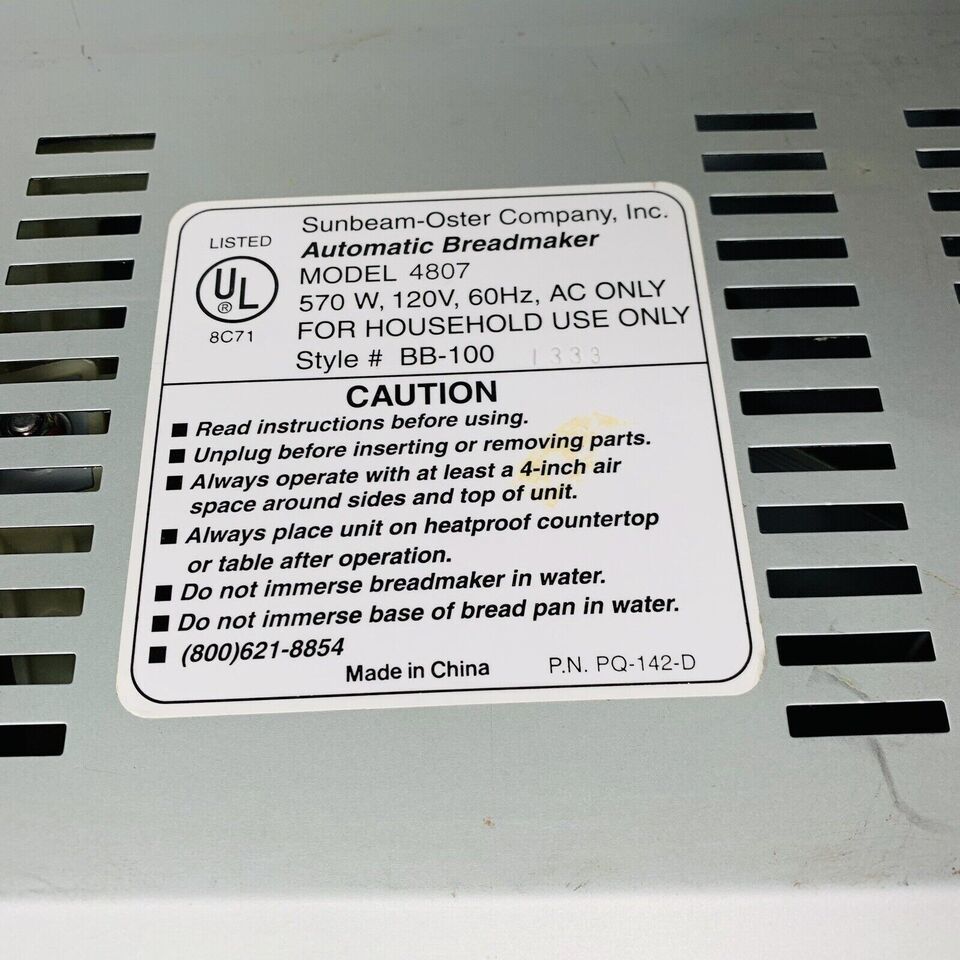 LISTED
UL
®
8C71
Sunbeam-Oster Company, Inc.
Automatic Breadmaker
MODEL 4807
570 W, 120V, 60Hz, AC ONLY
FOR HOUSEHOLD USE ONLY
Style # BB-100 1333
CAUTION
■ Read instructions before using.
■ Unplug before inserting or removing parts.
■ Always operate with at least a 4-inch air
space around sides and top of unit.
■ Always place unit on heatproof countertop
or table after operation.
■ Do not immerse breadmaker in water.
■ Do not immerse base of bread pan in water.
■ (800)621-8854
Made in China P.N. PQ-142-D